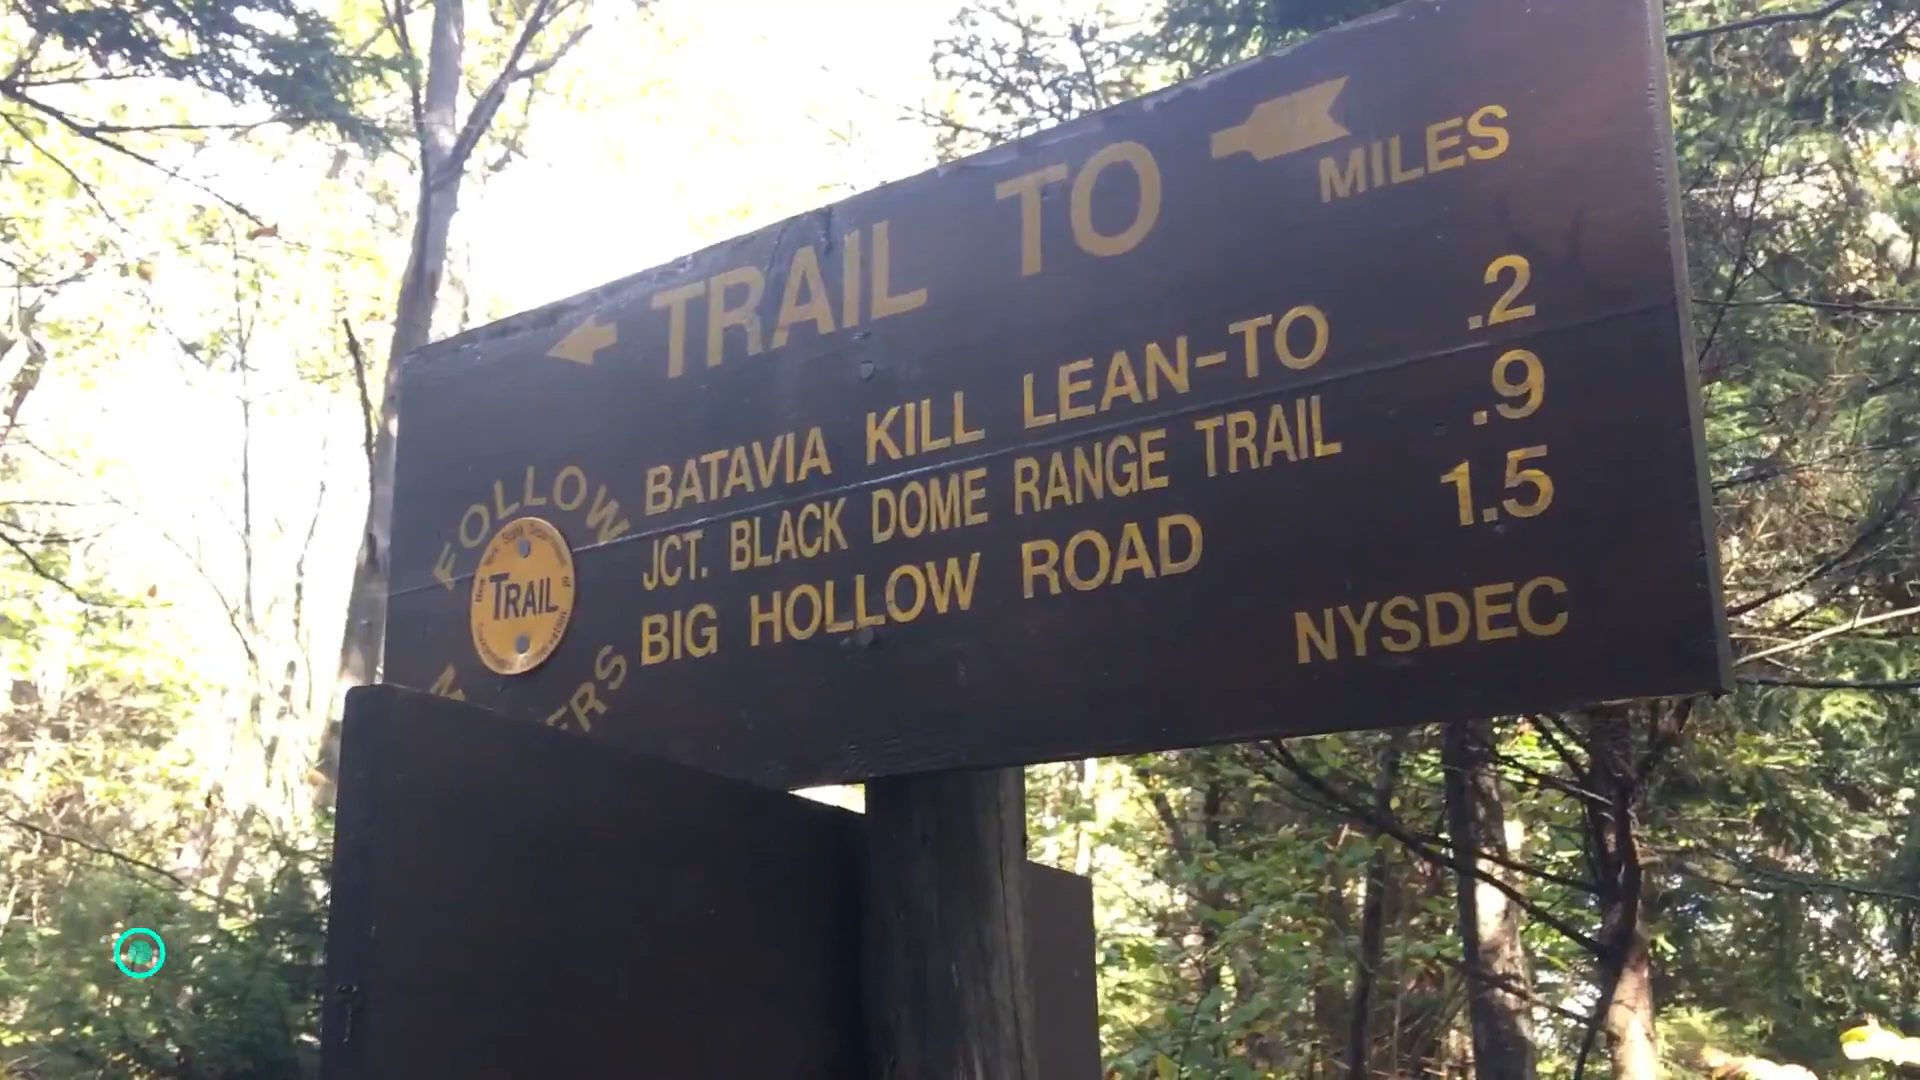 TRAIL TO
MILES
BATAVIA KILL LEAN-TO .2
JCT. BLACK DOME RANGE TRAIL .9
BIG HOLLOW ROAD 1.5
NYSDEC
FOLLOW
TRAIL